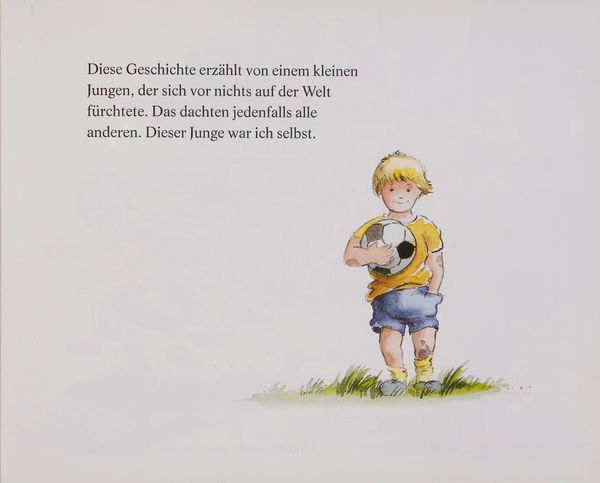 Diese Geschichte erzählt von einem kleinen
Jungen, der sich vor nichts auf der Welt
fürchtete. Das dachten jedenfalls alle
anderen. Dieser Junge war ich selbst.